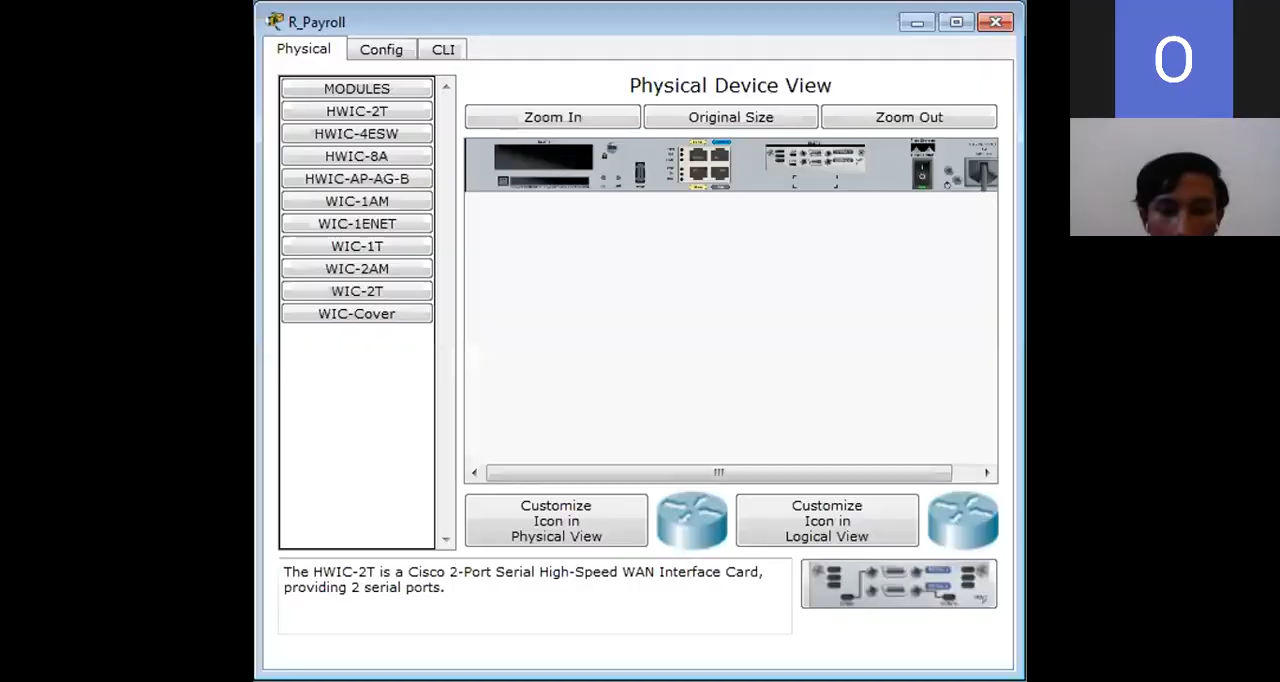 R_Payroll
Physical
Config
CLI
MODULES
HWIC-2T
HWIC-4ESW
HWIC-8A
HWIC-AP-AG-B
WIC-1AM
WIC-1ENET
WIC-1T
WIC-2AM
WIC-2T
WIC-Cover
Physical Device View
Zoom In
Original Size
Zoom Out
Customize
Icon in
Physical View
Customize
Icon in
Logical View
The HWIC-2T is a Cisco 2-Port Serial High-Speed WAN Interface Card,
providing 2 serial ports.
O